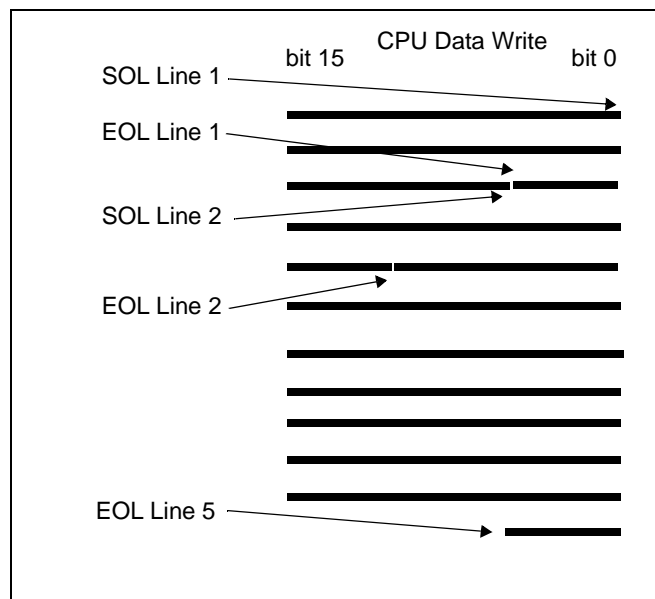 CPU Data Write
bit 15
bit 0
SOL Line 1
EOL Line 1
SOL Line 2
EOL Line 2
EOL Line 5